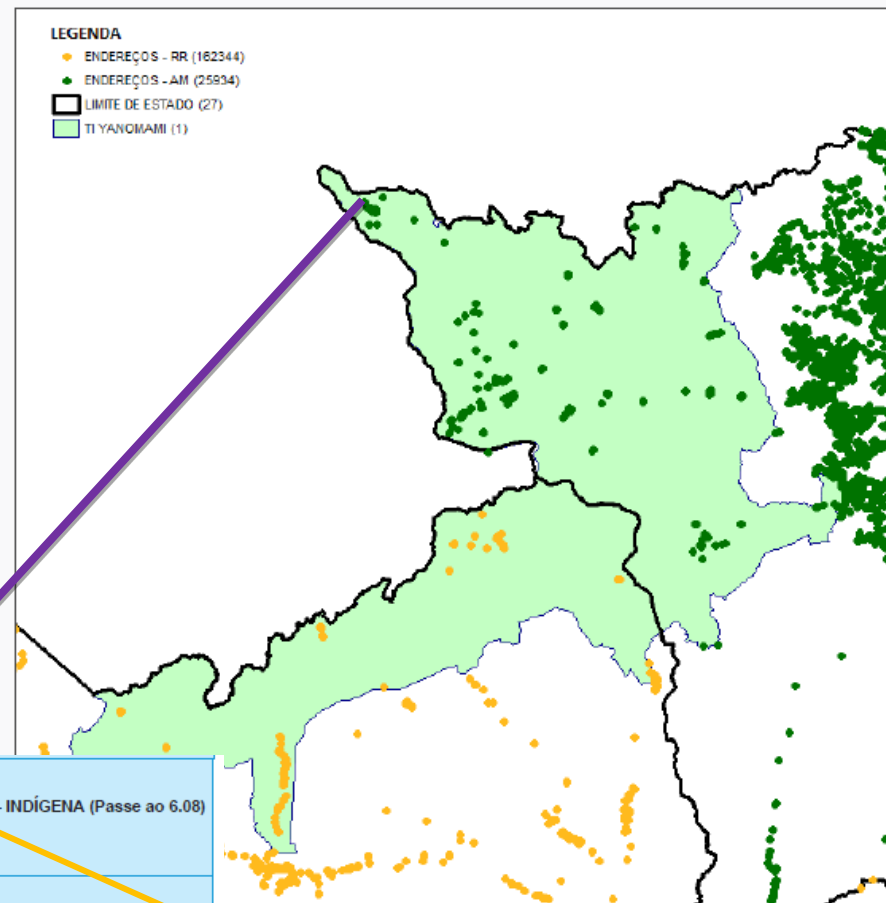 LEGENDA
ENDEREÇOS - RR (162344)
ENDEREÇOS - AM (25934)
LIMITE DE ESTADO (27)
TI YANOMAMI (1)
- INDÍGENA (Passe ao 6.08)